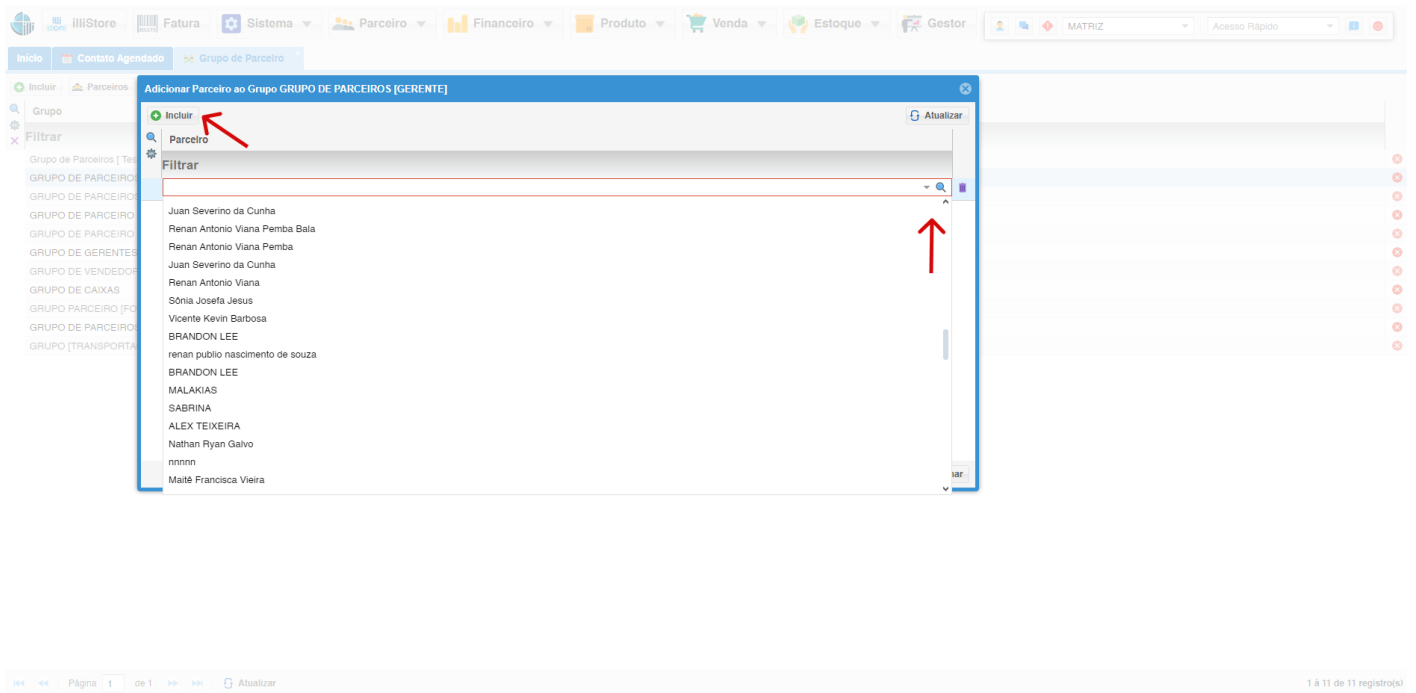 illiStore Fatura Sistema Parceiro Financeiro Produto Venda Estoque Gestor MATRIZ Acesso Rápido
Início Contato Agendado Grupo de Parceiro
Incluir Parceiros
Adicionar Parceiro ao Grupo GRUPO DE PARCEIROS [GERENTE]
Incluir Atualizar
Grupo
Parceiro
Filtrar
Filtrar
Grupo de Parceiros [ Tes
GRUPO DE PARCEIROS
GRUPO DE PARCEIROS
GRUPO DE PARCEIRO
GRUPO DE PARCEIRO
GRUPO DE GERENTES
GRUPO DE VENDEDOR
GRUPO DE CAIXAS
GRUPO PARCEIRO [FO
GRUPO DE PARCEIROS
GRUPO [TRANSPORTA
Juan Severino da Cunha
Renan Antonio Viana Pemba Bala
Renan Antonio Viana Pemba
Juan Severino da Cunha
Renan Antonio Viana
Sônia Josefa Jesus
Vicente Kevin Barbosa
BRANDON LEE
renan publio nascimento de souza
BRANDON LEE
MALAKIAS
SABRINA
ALEX TEIXEIRA
Nathan Ryan Galvo
nnnnn
Maitê Francisca Vieira
Página 1 de 1 Atualizar 1 à 11 de 11 registro(s)